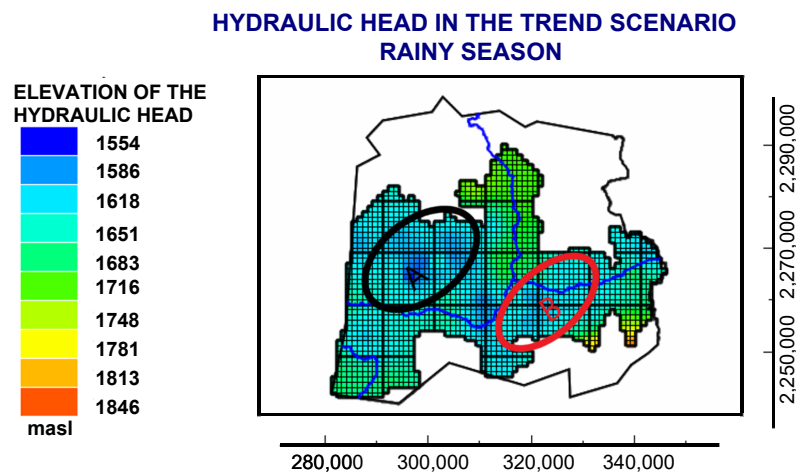 HYDRAULIC HEAD IN THE TREND SCENARIO
RAINY SEASON
ELEVATION OF THE
HYDRAULIC HEAD
1554
1586
1618
1651
1683
1716
1748
1781
1813
1846
masl
A
B
2,290,000
2,270,000
2,250,000
280,000 300,000 320,000 340,000